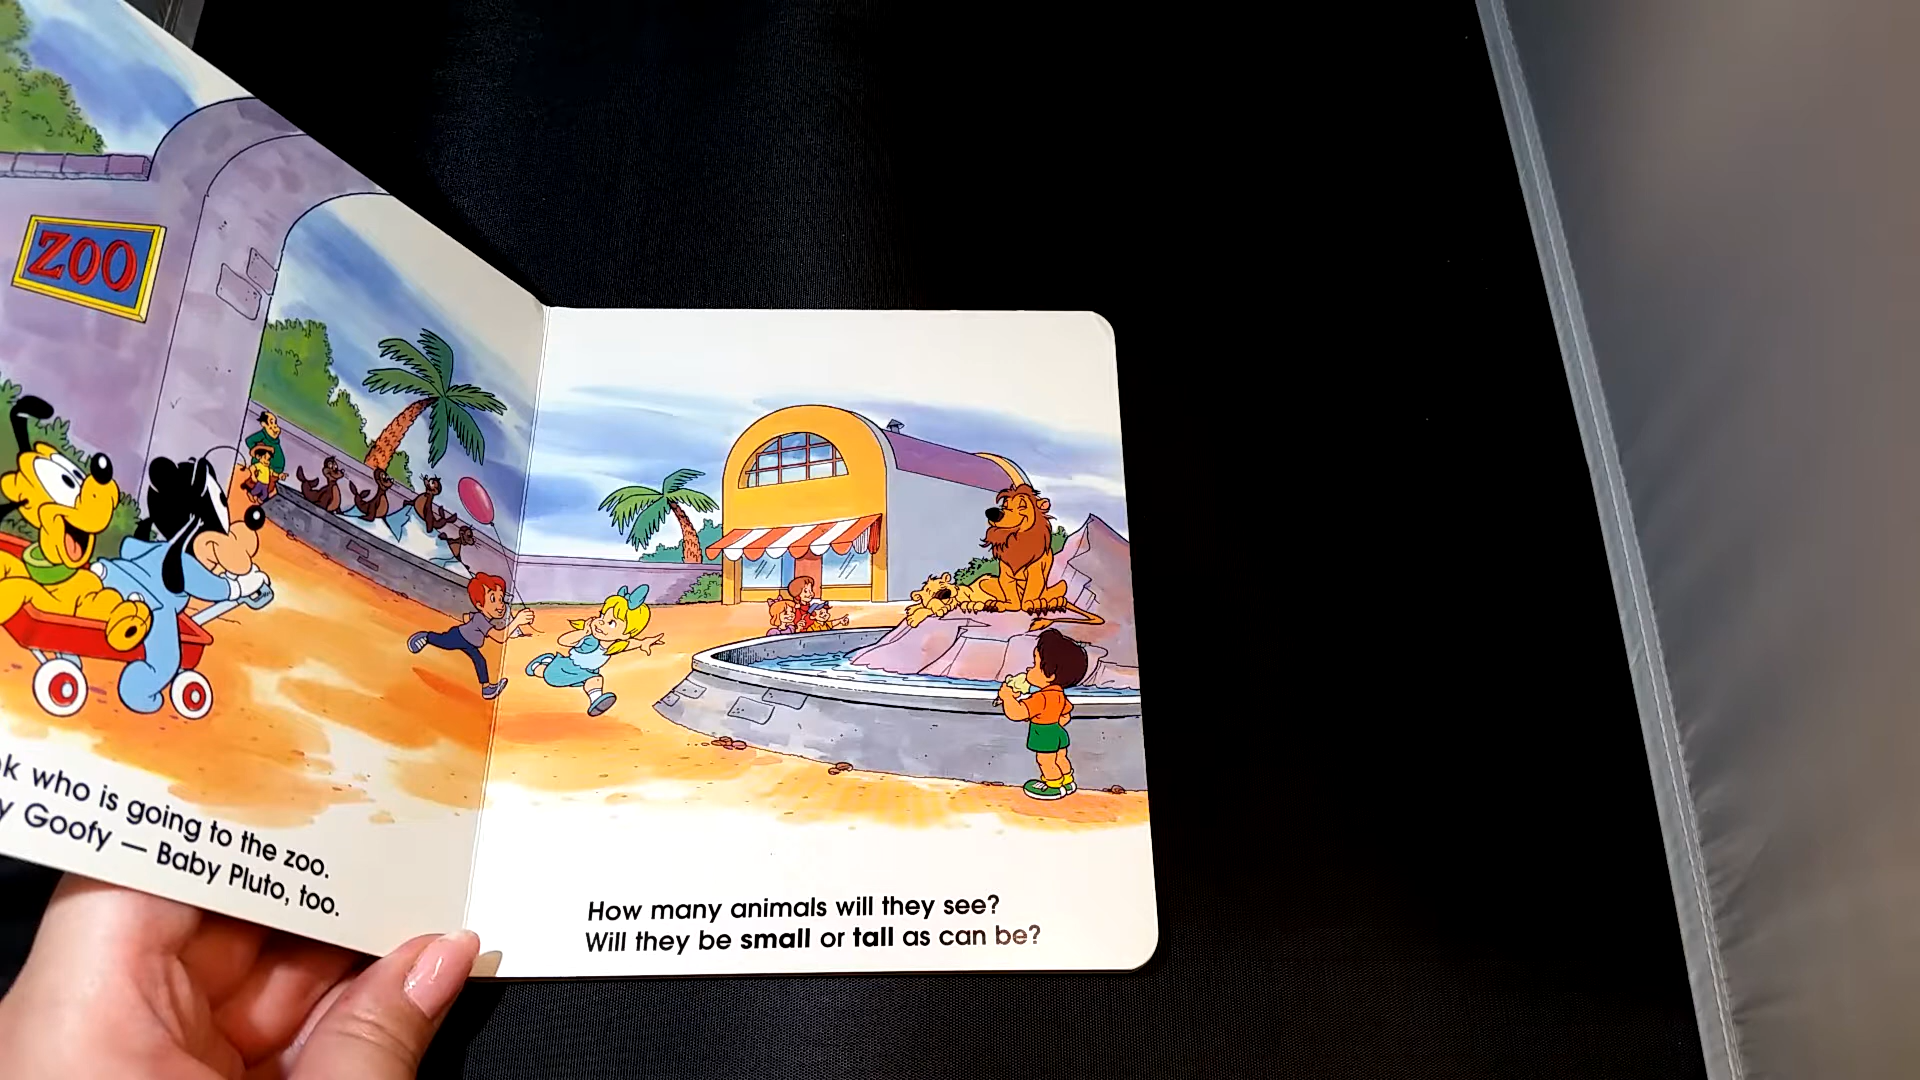 ZOO
who is going to the zoo.
Goofy — Baby Pluto, too.
How many animals will they see?
Will they be small or tall as can be?